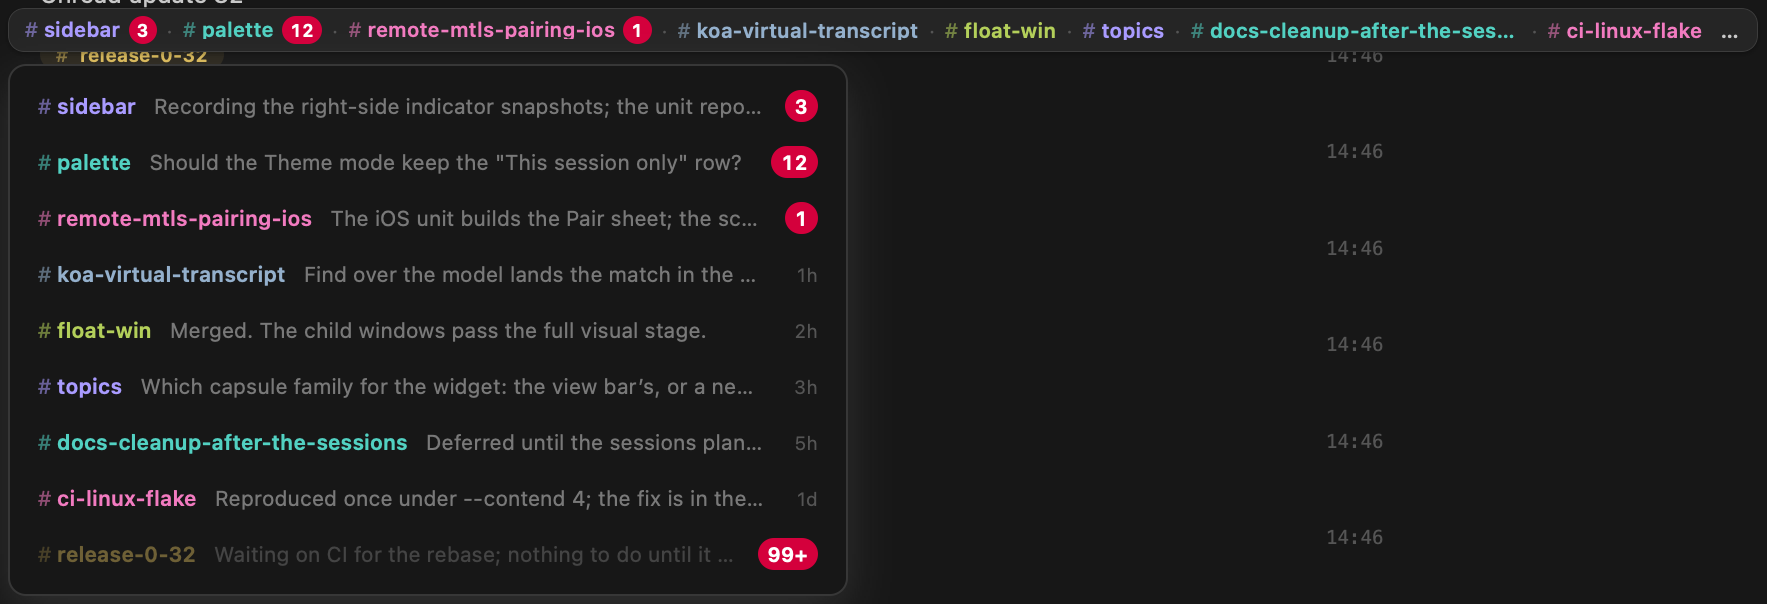 # sidebar 3 · # palette 12 · # remote-mtls-pairing-ios 1 · # koa-virtual-transcript · # float-win · # topics · # docs-cleanup-after-the-ses... · # ci-linux-flake ...
# release-0-32
14:46
# sidebar Recording the right-side indicator snapshots; the unit repo... 3
# palette Should the Theme mode keep the "This session only" row? 12
14:46
# remote-mtls-pairing-ios The iOS unit builds the Pair sheet; the sc... 1
14:46
# koa-virtual-transcript Find over the model lands the match in the ... 1h
# float-win Merged. The child windows pass the full visual stage. 2h
14:46
# topics Which capsule family for the widget: the view bar’s, or a ne... 3h
# docs-cleanup-after-the-sessions Deferred until the sessions plan... 5h
14:46
# ci-linux-flake Reproduced once under --contend 4; the fix is in the... 1d
14:46
# release-0-32 Waiting on CI for the rebase; nothing to do until it ... 99+